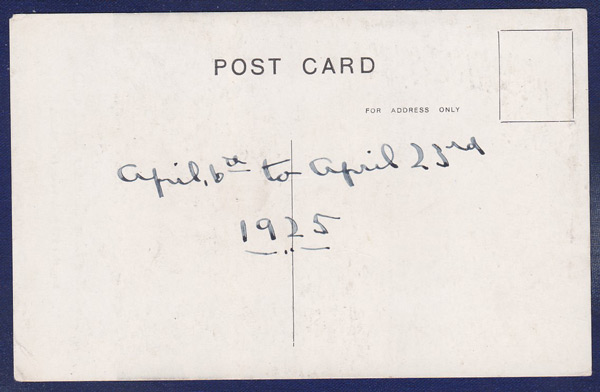 POST CARD
FOR ADDRESS ONLY
April, 6th to April 23rd
1925